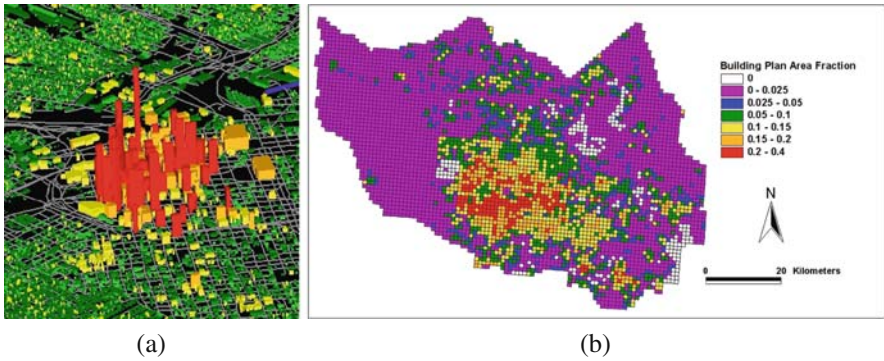 Building Plan Area Fraction
0
0 - 0.025
0.025 - 0.05
0.05 - 0.1
0.1 - 0.15
0.15 - 0.2
0.2 - 0.4
N
0 20 Kilometers
(a) (b)